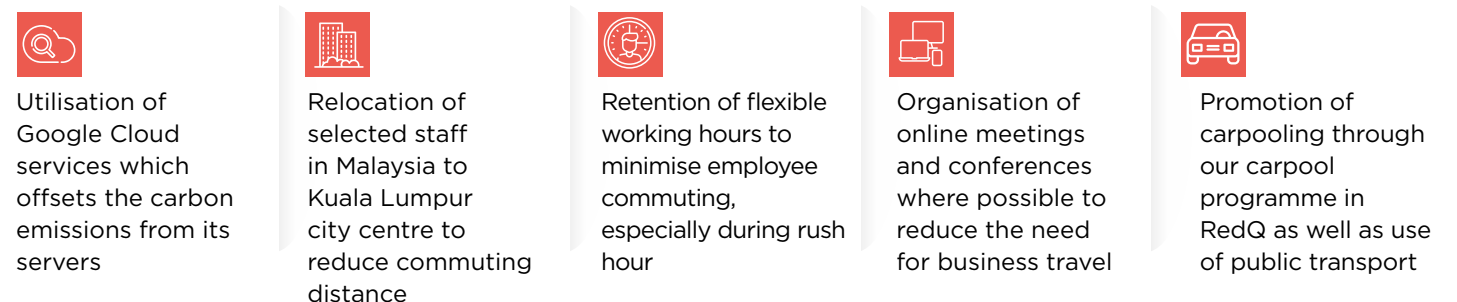 Utilisation of
Google Cloud
services which
offsets the carbon
emissions from its
servers
Relocation of
selected staff
in Malaysia to
Kuala Lumpur
city centre to
reduce commuting
distance
Retention of flexible
working hours to
minimise employee
commuting,
especially during rush
hour
Organisation of
online meetings
and conferences
where possible to
reduce the need
for business travel
Promotion of
carpooling through
our carpool
programme in
RedQ as well as use
of public transport